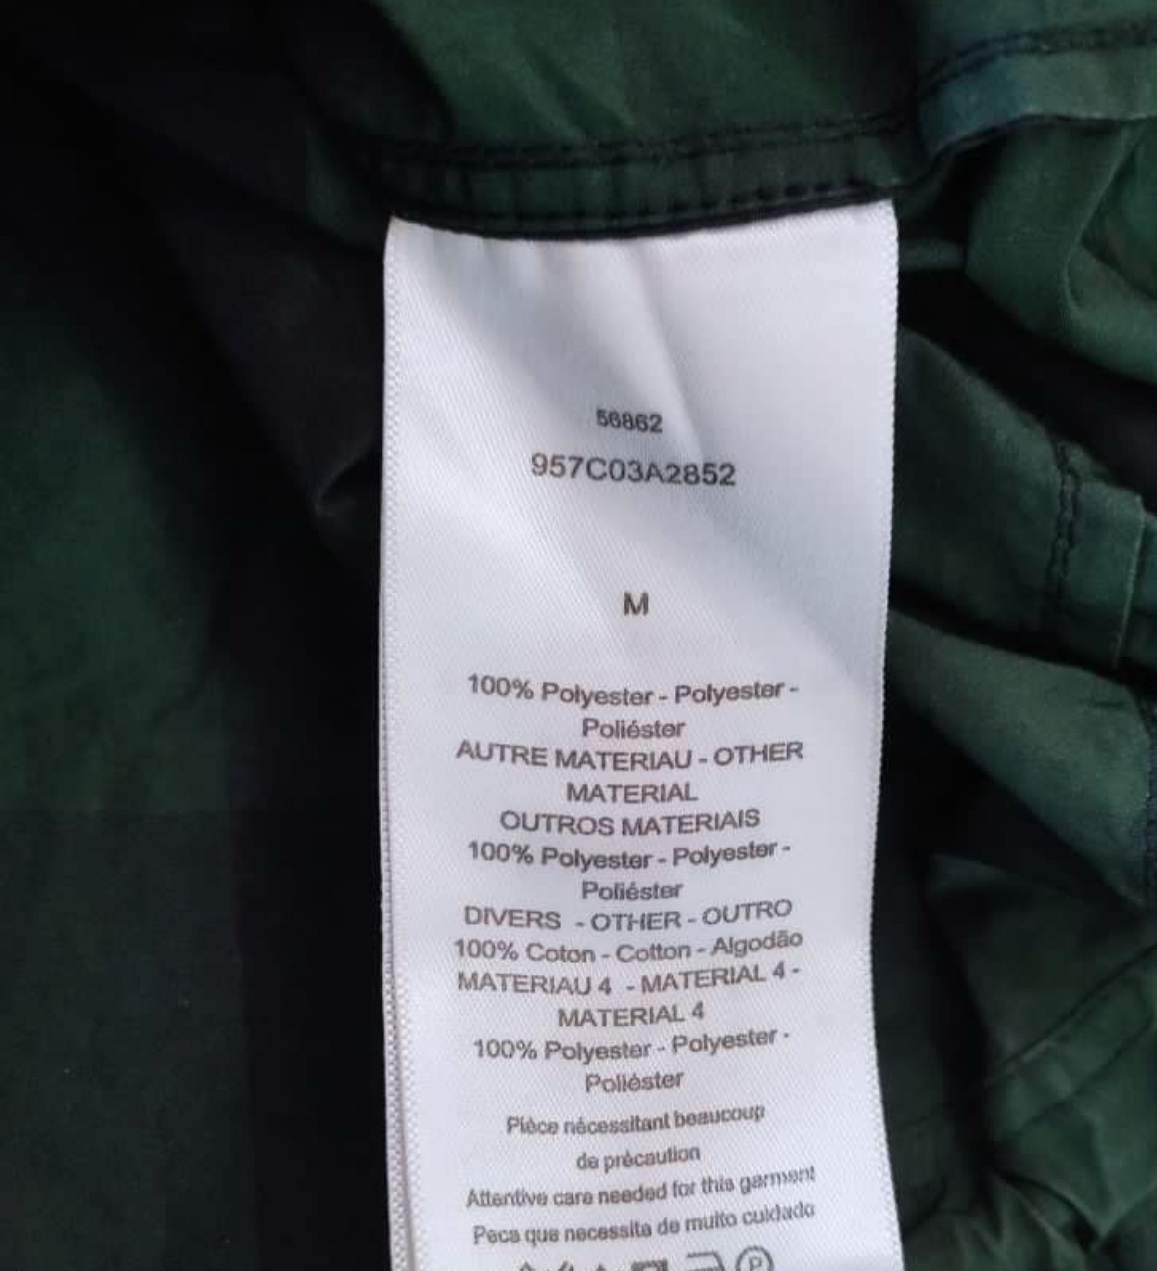 56862
957C03A2852
M
100% Polyester - Polyester -
Poliéster
AUTRE MATERIAU - OTHER
MATERIAL
OUTROS MATERIAIS
100% Polyester - Polyester -
Poliéster
DIVERS - OTHER - OUTRO
100% Coton - Cotton - Algodão
MATERIAU 4 - MATERIAL 4 -
MATERIAL 4
100% Polyester - Polyester -
Poliéster
Pièce nécessitant beaucoup
de précaution
Attentive care needed for this garment
Peca que necessita de muito cuidado
P